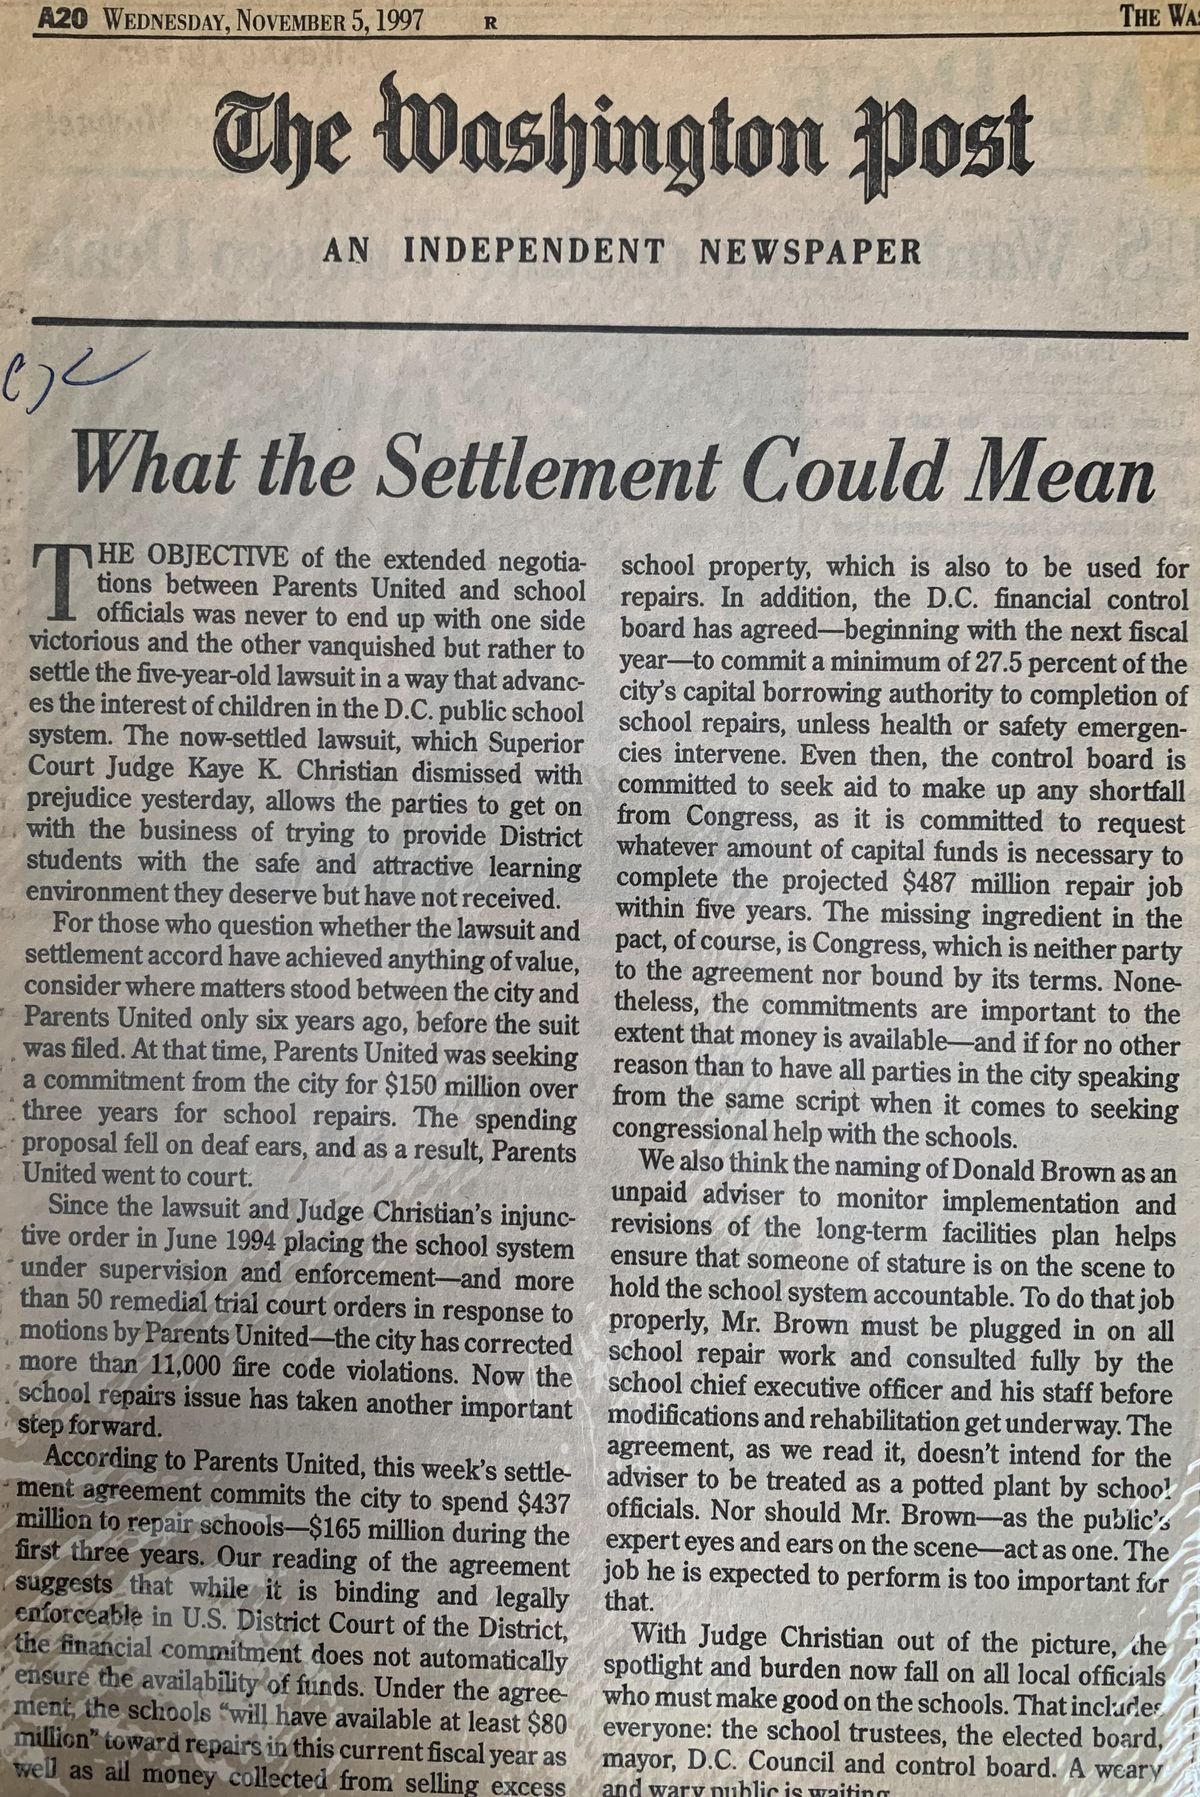 A20 WEDNESDAY, NOVEMBER 5, 1997 R THE WAS
The Washington Post
AN INDEPENDENT NEWSPAPER
What the Settlement Could Mean
THE OBJECTIVE of the extended negotia-
tions between Parents United and school
officials was never to end up with one side
victorious and the other vanquished but rather to
settle the five-year-old lawsuit in a way that advanc-
es the interest of children in the D.C. public school
system. The now-settled lawsuit, which Superior
Court Judge Kaye K. Christian dismissed with
prejudice yesterday, allows the parties to get on
with the business of trying to provide District
students with the safe and attractive learning
environment they deserve but have not received.
For those who question whether the lawsuit and
settlement accord have achieved anything of value,
consider where matters stood between the city and
Parents United only six years ago, before the suit
was filed. At that time, Parents United was seeking
a commitment from the city for $150 million over
three years for school repairs. The spending
proposal fell on deaf ears, and as a result, Parents
United went to court.
Since the lawsuit and Judge Christian's injunc-
tive order in June 1994 placing the school system
under supervision and enforcement—and more
than 50 remedial trial court orders in response to
motions by Parents United—the city has corrected
more than 11,000 fire code violations. Now the
school repairs issue has taken another important
step forward.
According to Parents United, this week's settle-
ment agreement commits the city to spend $437
million to repair schools—$165 million during the
first three years. Our reading of the agreement
suggests that while it is binding and legally
enforceable in U.S. District Court of the District,
the financial commitment does not automatically
ensure the availability of funds. Under the agree-
ment, the schools "will have available at least $80
million" toward repairs in this current fiscal year as
well as all money collected from selling excess
school property, which is also to be used for
repairs. In addition, the D.C. financial control
board has agreed—beginning with the next fiscal
year—to commit a minimum of 27.5 percent of the
city's capital borrowing authority to completion of
school repairs, unless health or safety emergen-
cies intervene. Even then, the control board is
committed to seek aid to make up any shortfall
from Congress, as it is committed to request
whatever amount of capital funds is necessary to
complete the projected $487 million repair job
within five years. The missing ingredient in the
pact, of course, is Congress, which is neither party
to the agreement nor bound by its terms. None-
theless, the commitments are important to the
extent that money is available—and if for no other
reason than to have all parties in the city speaking
from the same script when it comes to seeking
congressional help with the schools.
We also think the naming of Donald Brown as an
unpaid adviser to monitor implementation and
revisions of the long-term facilities plan helps
ensure that someone of stature is on the scene to
hold the school system accountable. To do that job
properly, Mr. Brown must be plugged in on all
school repair work and consulted fully by the
school chief executive officer and his staff before
modifications and rehabilitation get underway. The
agreement, as we read it, doesn't intend for the
adviser to be treated as a potted plant by school
officials. Nor should Mr. Brown—as the public's
expert eyes and ears on the scene—act as one. The
job he is expected to perform is too important for
that.
With Judge Christian out of the picture, the
spotlight and burden now fall on all local officials
who must make good on the schools. That includes
everyone: the school trustees, the elected board,
mayor, D.C. Council and control board. A weary
and wary public is waiting.